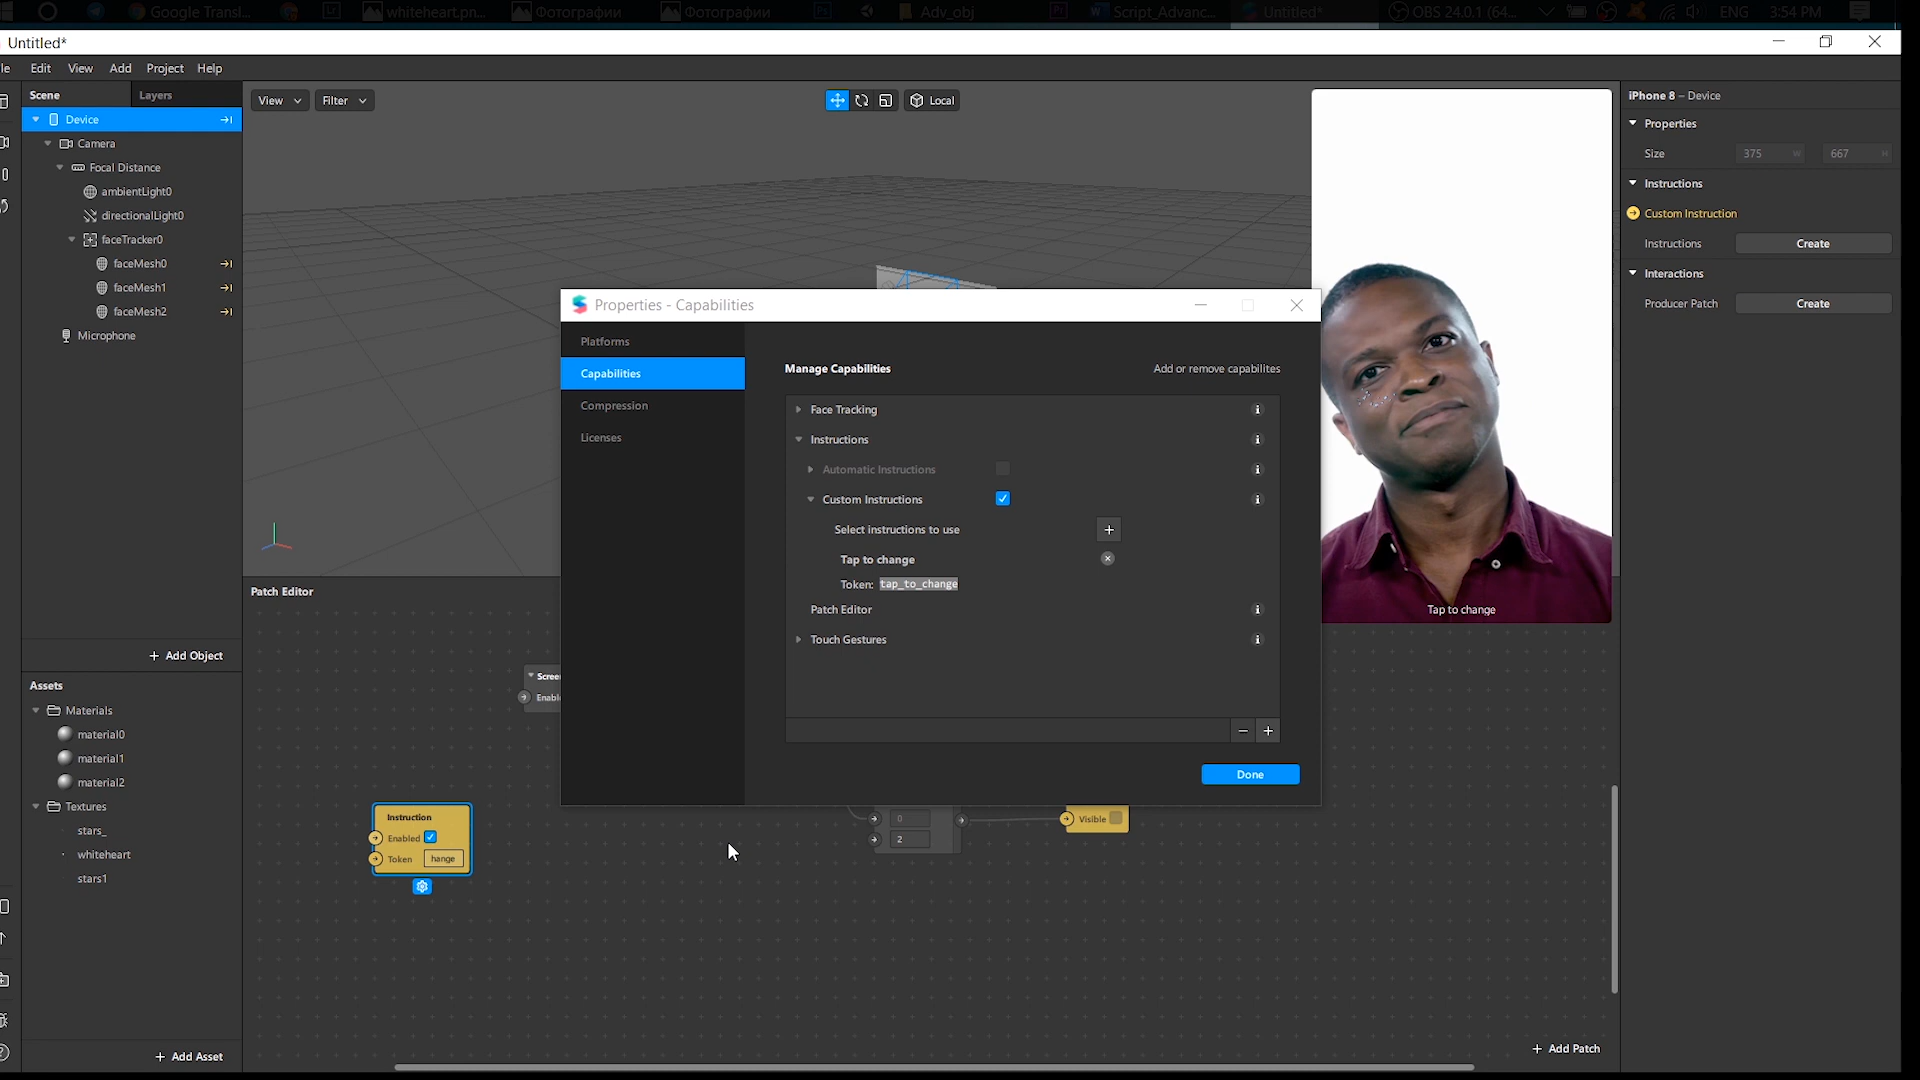 Google Transl...
Lr
whiteheart.pn...
Фотографии
Фотографии
Ps
Adv_obj
Pr
Script_Advanc...
Untitled*
OBS 24.0.1 (64...
ENG
3:54 PM
Untitled*
le
Edit
View
Add
Project
Help
Scene
Layers
Device
Camera
Focal Distance
ambientLight0
directionalLight0
faceTracker0
faceMesh0
faceMesh1
faceMesh2
Microphone
+ Add Object
Assets
Materials
material0
material1
material2
Textures
stars_
whiteheart
stars1
+ Add Asset
View
Filter
Local
Patch Editor
Scree
Enable
Instruction
Enabled
Token
hange
0
2
Visible
+ Add Patch
Properties - Capabilities
Platforms
Capabilities
Compression
Licenses
Manage Capabilities
Add or remove capabilites
Face Tracking
Instructions
Automatic Instructions
Custom Instructions
Select instructions to use
Tap to change
Token: tap_to_change
Patch Editor
Touch Gestures
Done
Tap to change
iPhone 8 – Device
Properties
Size
375
W
667
H
Instructions
Custom Instruction
Instructions
Create
Interactions
Producer Patch
Create